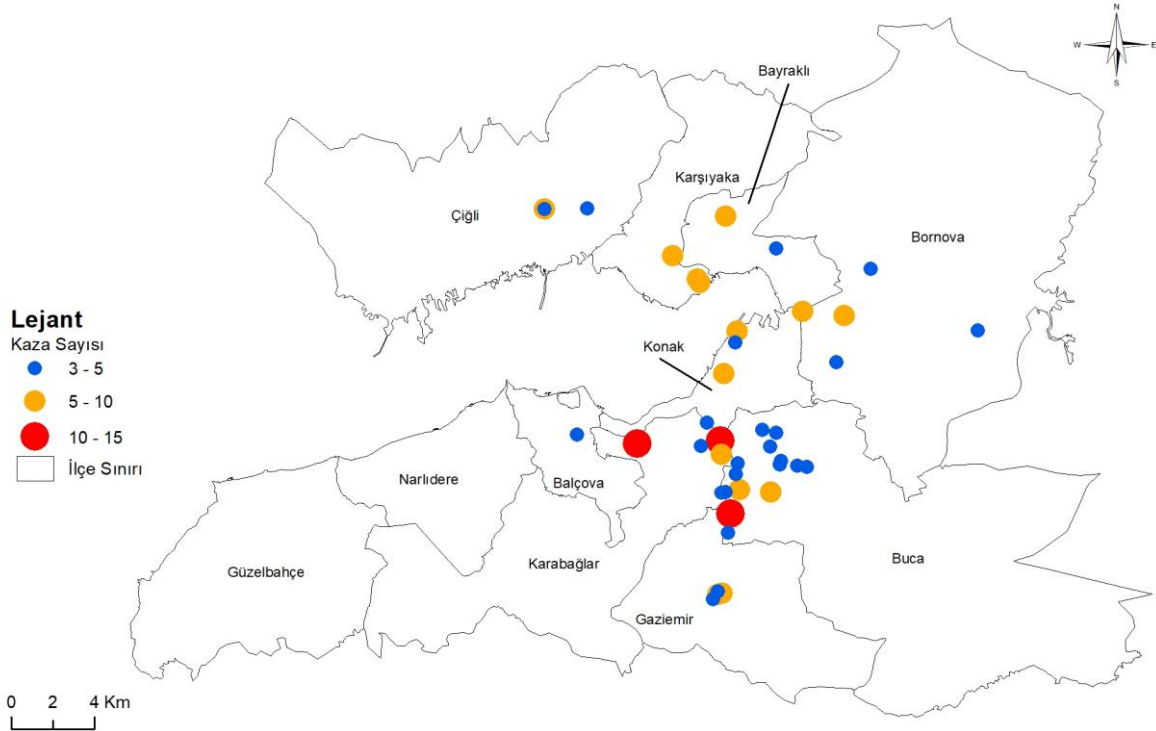 N
W E
S
Bayraklı
Karşıyaka
Çiğli
Bornova
Lejant
Kaza Sayısı
3 - 5
5 - 10
10 - 15
İlçe Sınırı
Konak
Narlıdere
Balçova
Güzelbahçe
Karabağlar
Buca
Gaziemir
0 2 4 Km